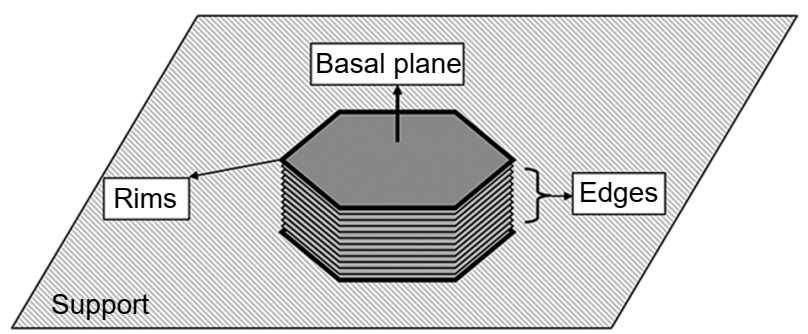 Basal plane
Rims
Edges
Support